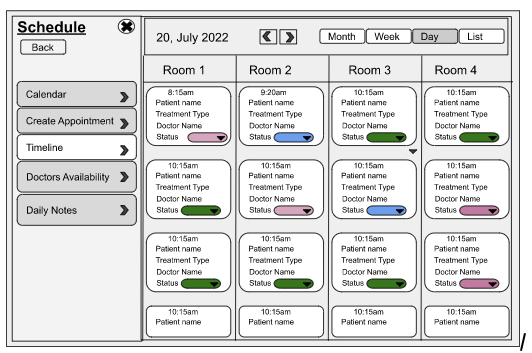 Schedule
Back
Calendar
Create Appointment
Timeline
Doctors Availability
Daily Notes
20, July 2022
Month Week Day List
Room 1 Room 2 Room 3 Room 4
8:15am 9:20am 10:15am 10:15am
Patient name Patient name Patient name Patient name
Treatment Type Treatment Type Treatment Type Treatment Type
Doctor Name Doctor Name Doctor Name Doctor Name
Status Status Status Status
10:15am 10:15am 10:15am 10:15am
Patient name Patient name Patient name Patient name
Treatment Type Treatment Type Treatment Type Treatment Type
Doctor Name Doctor Name Doctor Name Doctor Name
Status Status Status Status
10:15am 10:15am 10:15am 10:15am
Patient name Patient name Patient name Patient name
Treatment Type Treatment Type Treatment Type Treatment Type
Doctor Name Doctor Name Doctor Name Doctor Name
Status Status Status Status
10:15am 10:15am 10:15am 10:15am
Patient name Patient name Patient name Patient name
/